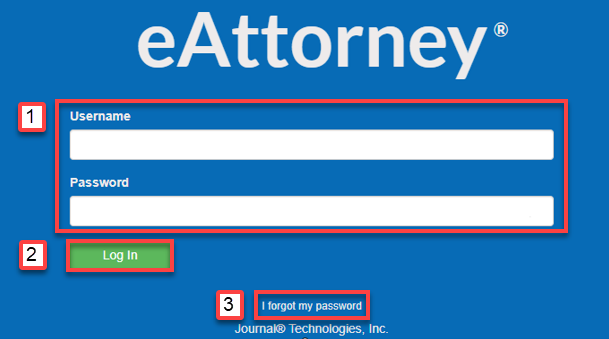 eAttorney®
1
Username
Password
2
Log In
3
I forgot my password
Journal® Technologies, Inc.